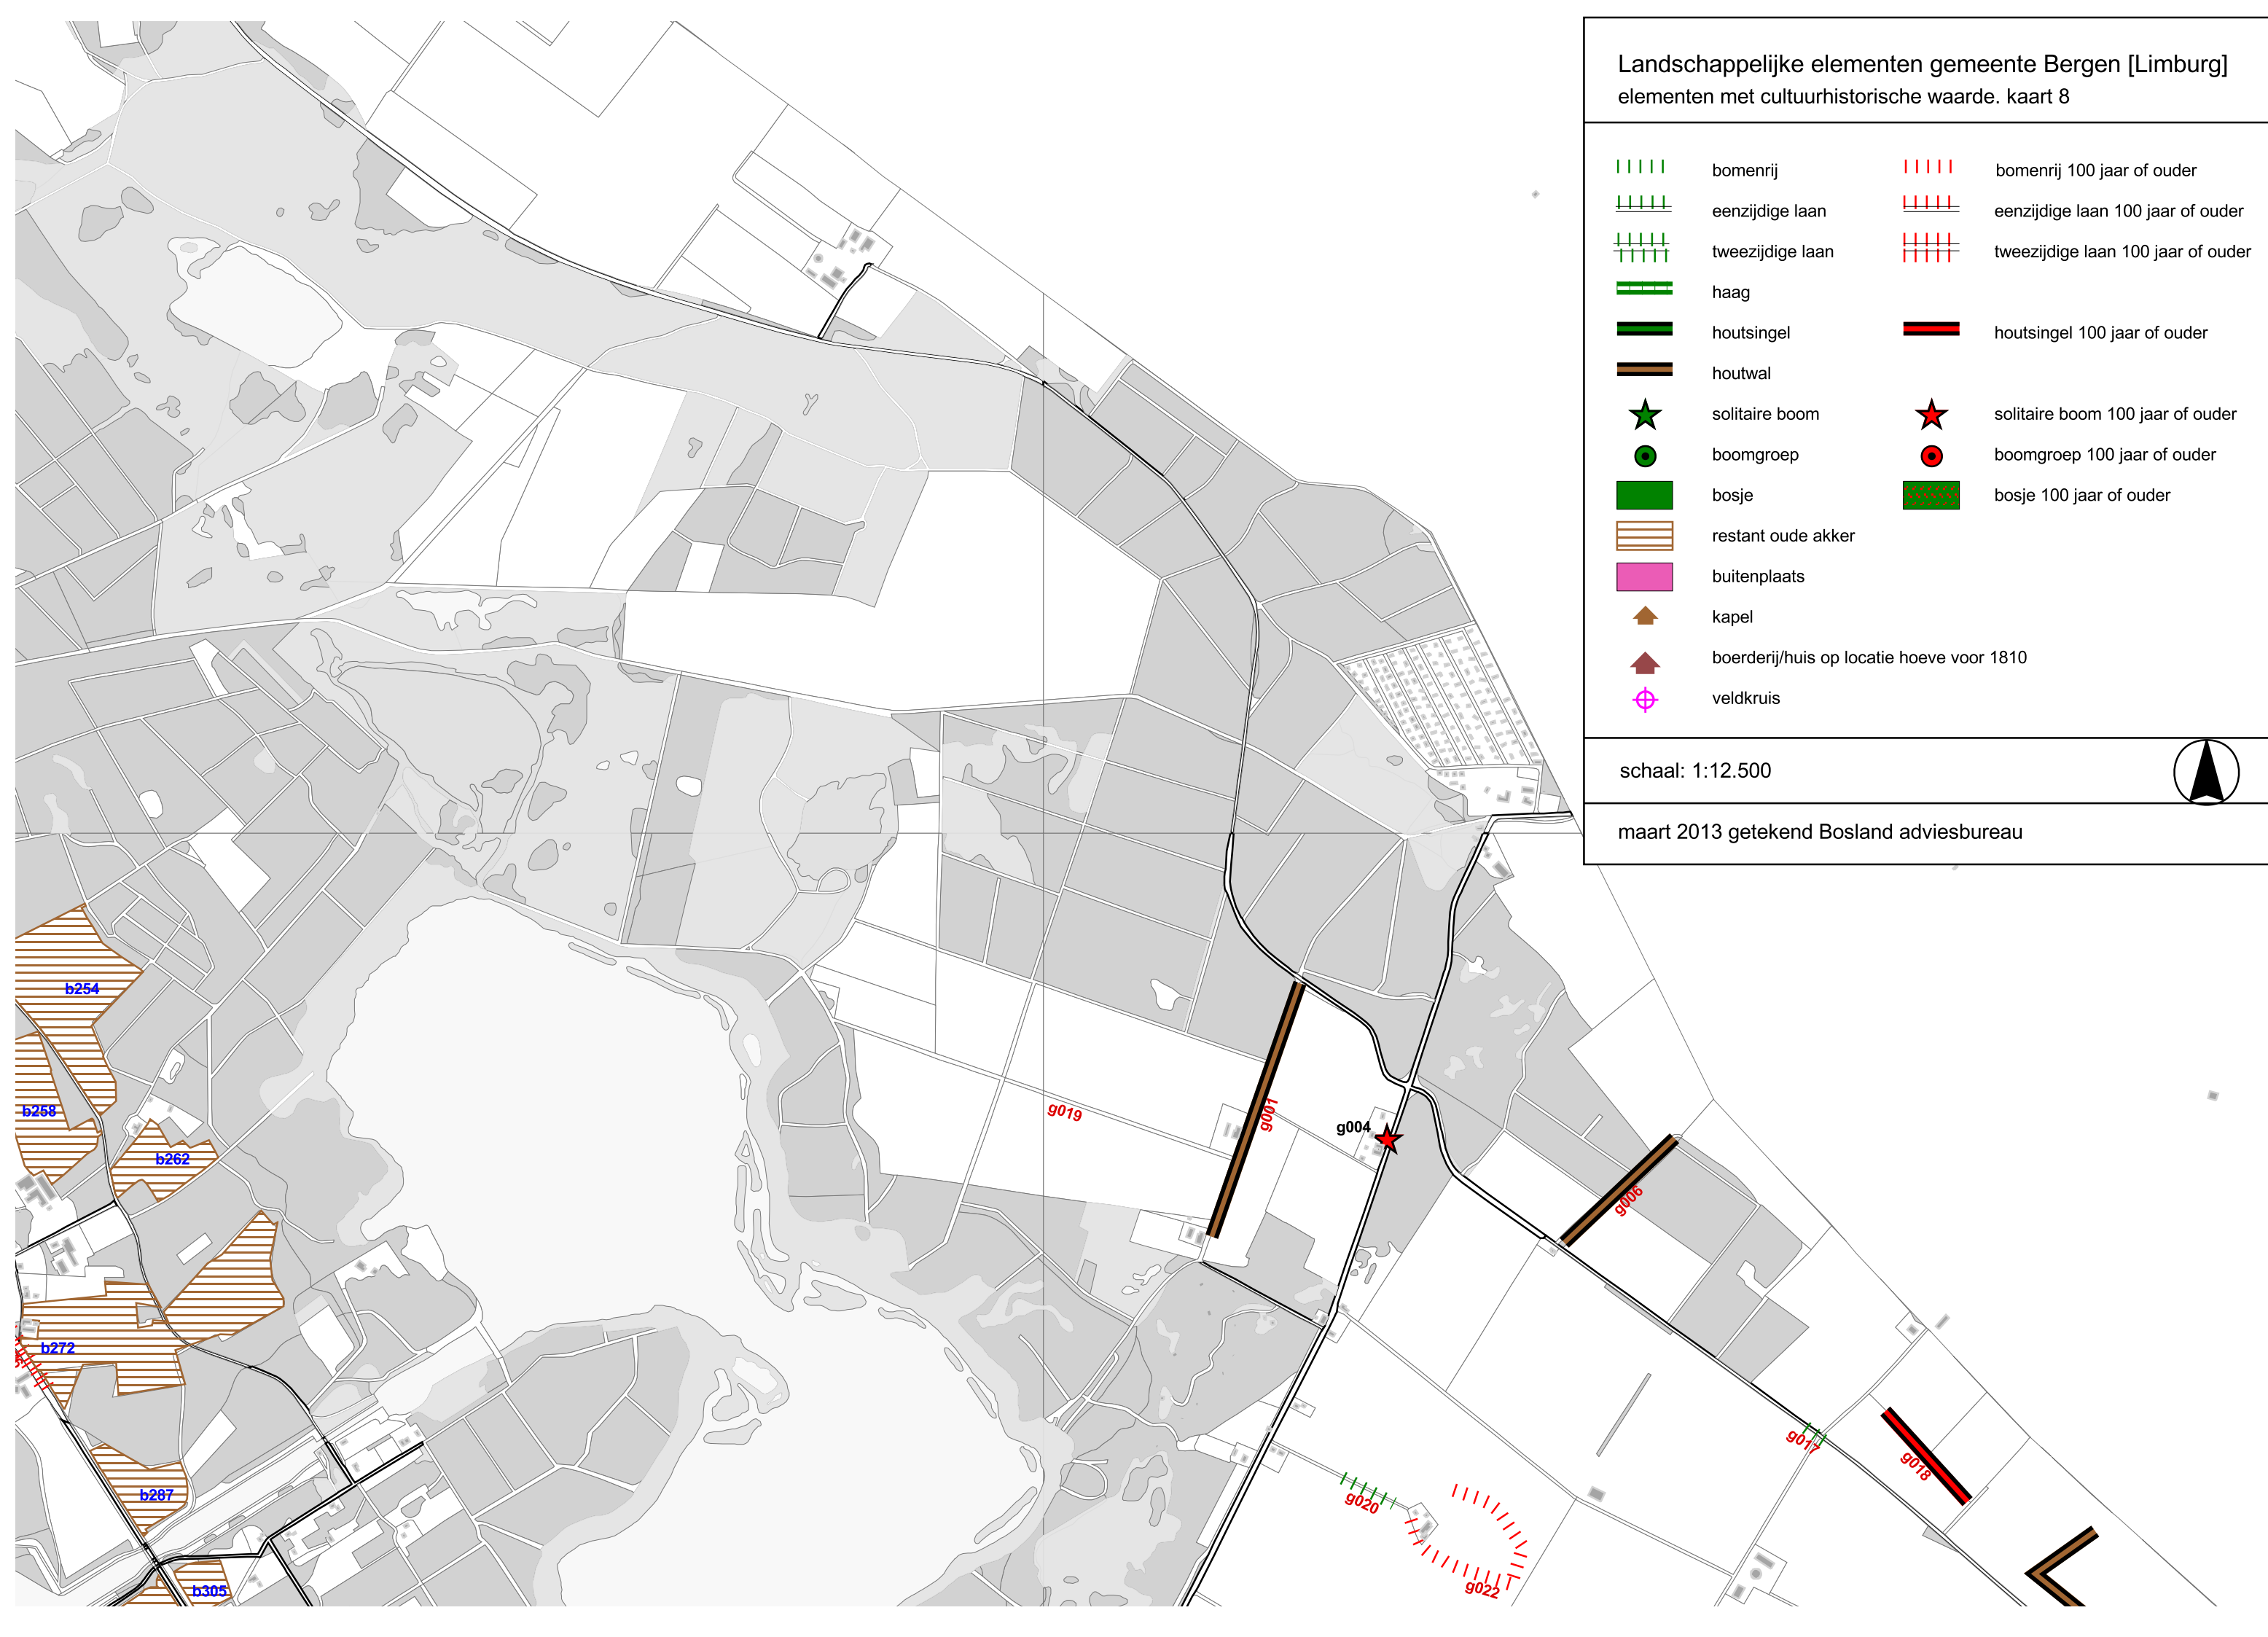 Landschappelijke elementen gemeente Bergen [Limburg]
elementen met cultuurhistorische waarde. kaart 8
bomenrij
bomenrij 100 jaar of ouder
eenzijdige laan
eenzijdige laan 100 jaar of ouder
tweezijdige laan
tweezijdige laan 100 jaar of ouder
haag
houtsingel
houtsingel 100 jaar of ouder
houtwal
solitaire boom
solitaire boom 100 jaar of ouder
boomgroep
boomgroep 100 jaar of ouder
bosje
bosje 100 jaar of ouder
restant oude akker
buitenplaats
kapel
boerderij/huis op locatie hoeve voor 1810
veldkruis
schaal: 1:12.500
maart 2013 getekend Bosland adviesbureau
b254
b258
g019
g001
g004
b262
g006
b272
g017
g018
b287
g020
g022
b305